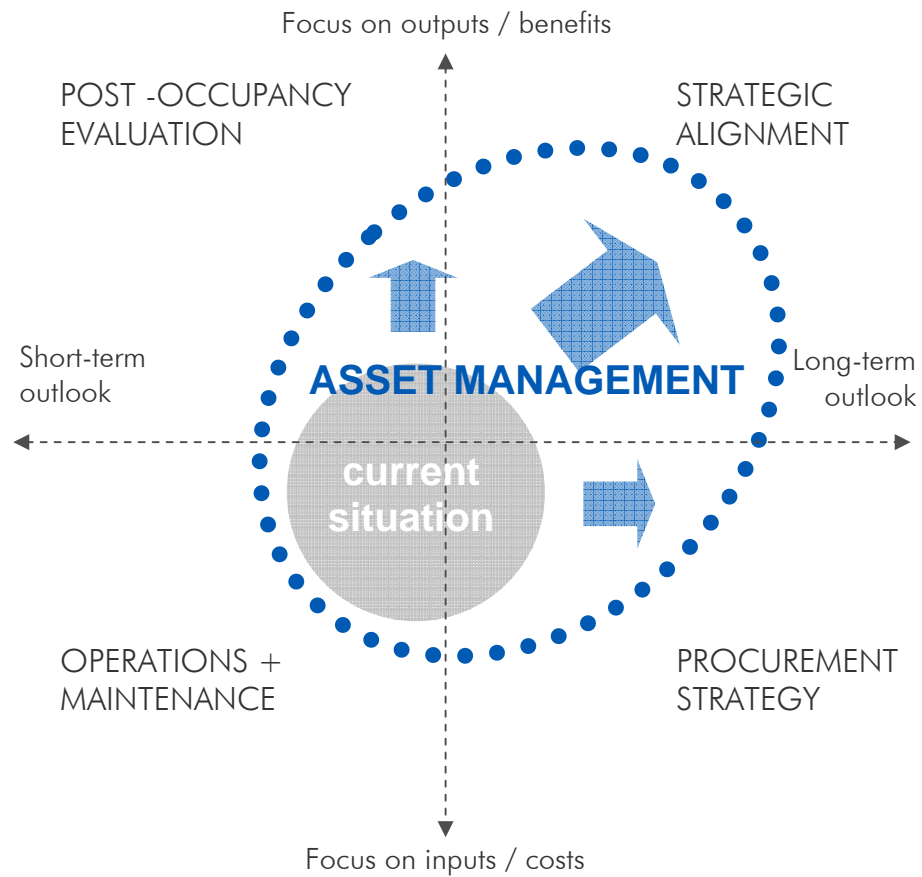 Focus on outputs / benefits
POST -OCCUPANCY
EVALUATION
STRATEGIC
ALIGNMENT
Short-term
outlook
ASSET MANAGEMENT
Long-term
outlook
current
situation
OPERATIONS +
MAINTENANCE
PROCUREMENT
STRATEGY
Focus on inputs / costs